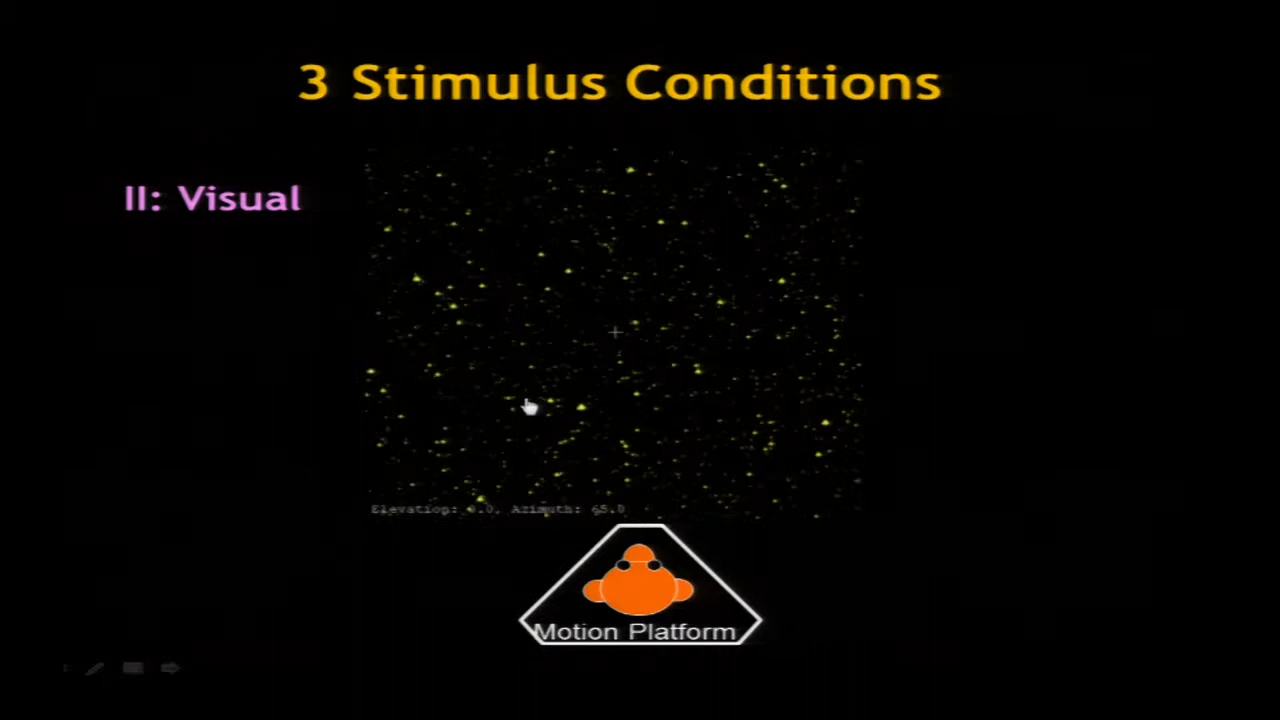 3 Stimulus Conditions
II: Visual
Elevation: 0.0, Azimuth: 65.0
Motion Platform